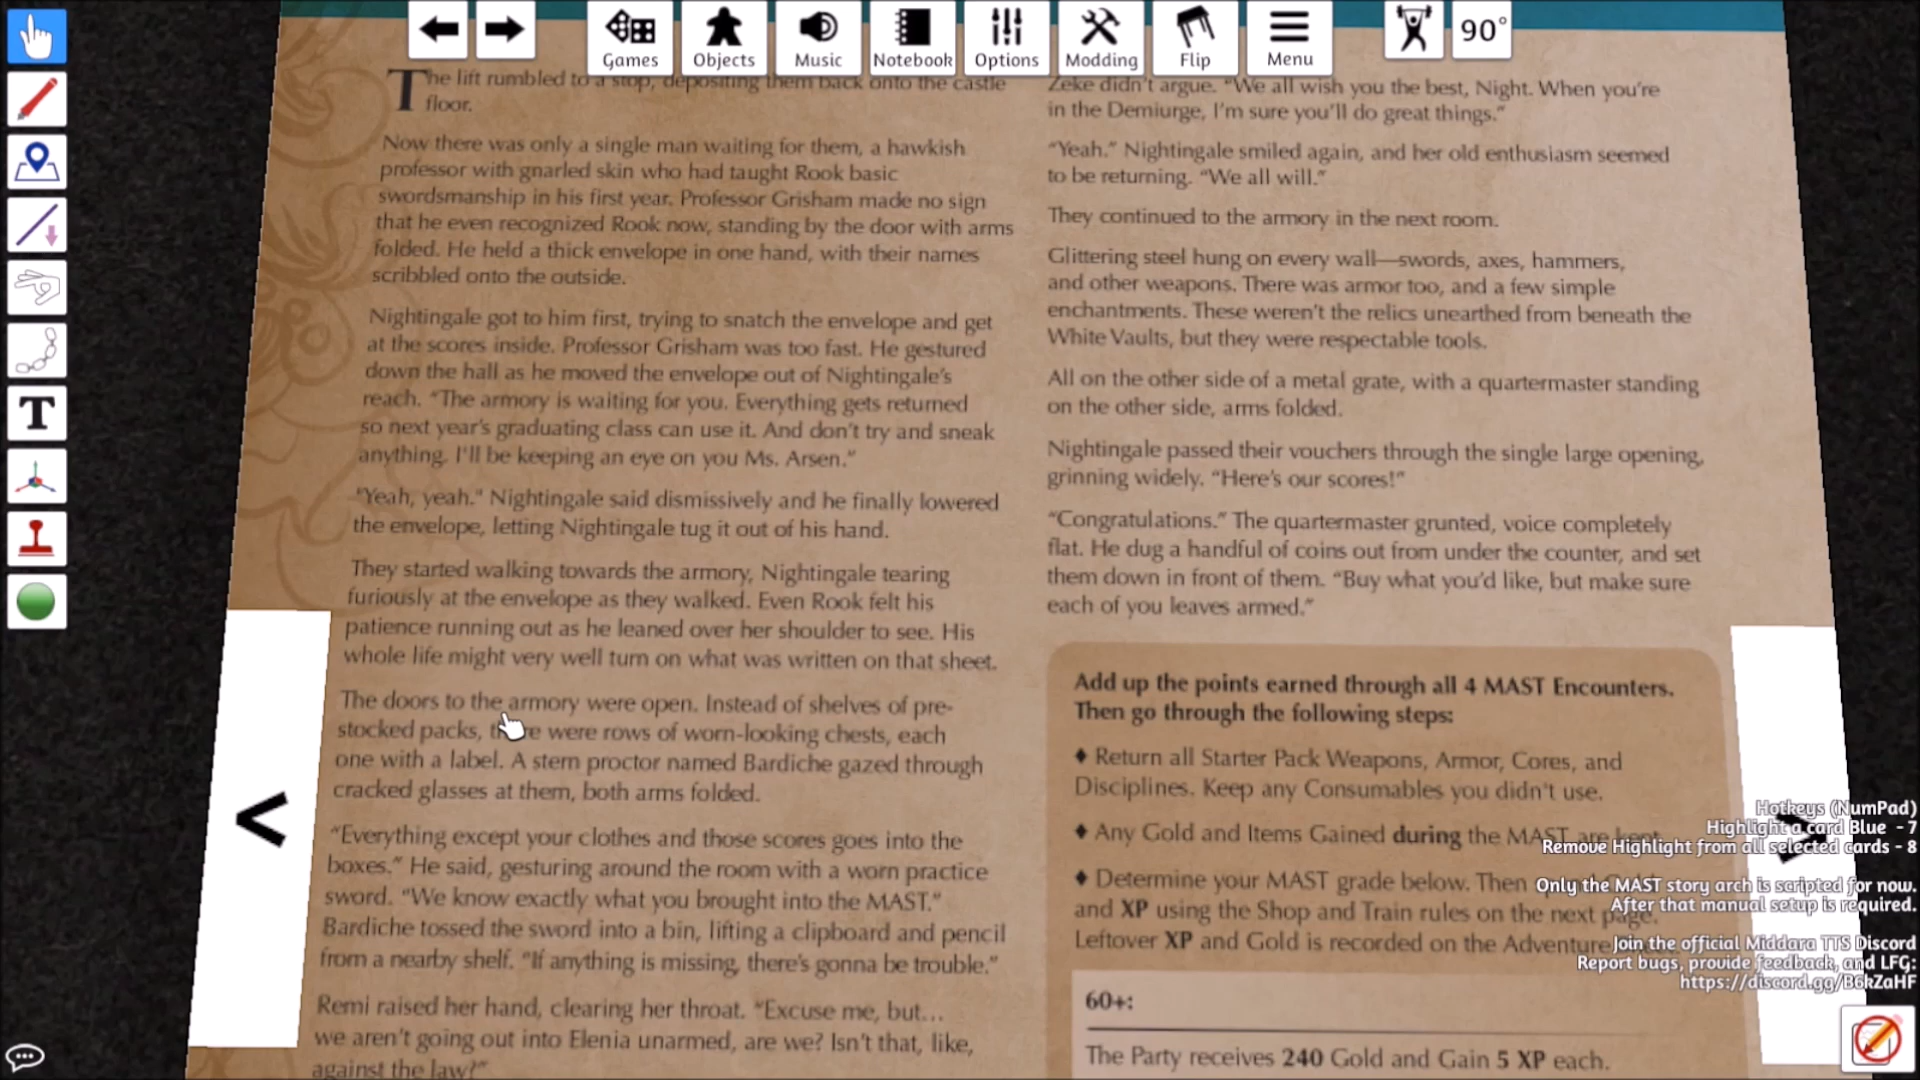 Games
Objects
Music
Notebook
Options
Modding
Flip
Menu
90°
The lift rumbled to a stop, depositing them back onto the castle
floor.
Now there was only a single man waiting for them, a hawkish
professor with gnarled skin who had taught Rook basic
swordsmanship in his first year. Professor Grisham made no sign
that he even recognized Rook now, standing by the door with arms
folded. He held a thick envelope in one hand, with their names
scribbled onto the outside.
Nightingale got to him first, trying to snatch the envelope and get
at the scores inside. Professor Grisham was too fast. He gestured
down the hall as he moved the envelope out of Nightingale's
reach. “The armory is waiting for you. Everything gets returned
so next year's graduating class can use it. And don't try and sneak
anything. I'll be keeping an eye on you Ms. Arsen.”
"Yeah, yeah." Nightingale said dismissively and he finally lowered
the envelope, letting Nightingale tug it out of his hand.
They started walking towards the armory, Nightingale tearing
furiously at the envelope as they walked. Even Rook felt his
patience running out as he leaned over her shoulder to see. His
whole life might very well turn on what was written on that sheet.
The doors to the armory were open. Instead of shelves of pre-
stocked packs, there were rows of worn-looking chests, each
one with a label. A stern proctor named Bardiche gazed through
cracked glasses at them, both arms folded.
“Everything except your clothes and those scores goes into the
boxes.” He said, gesturing around the room with a worn practice
sword. “We know exactly what you brought into the MAST.”
Bardiche tossed the sword into a bin, lifting a clipboard and pencil
from a nearby shelf. “If anything is missing, there's gonna be trouble.”
Remi raised her hand, clearing her throat. “Excuse me, but...
we aren't going out into Elenia unarmed, are we? Isn't that, like,
against the law?”
Zeke didn't argue. “We all wish you the best, Night. When you're
in the Demiurge, I'm sure you'll do great things.”
“Yeah.” Nightingale smiled again, and her old enthusiasm seemed
to be returning. “We all will.”
They continued to the armory in the next room.
Glittering steel hung on every wall—swords, axes, hammers,
and other weapons. There was armor too, and a few simple
enchantments. These weren't the relics unearthed from beneath the
White Vaults, but they were respectable tools.
All on the other side of a metal grate, with a quartermaster standing
on the other side, arms folded.
Nightingale passed their vouchers through the single large opening,
grinning widely. “Here's our scores!”
“Congratulations.” The quartermaster grunted, voice completely
flat. He dug a handful of coins out from under the counter, and set
them down in front of them. “Buy what you'd like, but make sure
each of you leaves armed.”
Add up the points earned through all 4 MAST Encounters.
Then go through the following steps:
♦ Return all Starter Pack Weapons, Armor, Cores, and
Disciplines. Keep any Consumables you didn't use.
♦ Any Gold and Items Gained during the MAST are kept.
♦ Determine your MAST grade below. Then
and XP using the Shop and Train rules on the next page.
Leftover XP and Gold is recorded on the Adventure
60+:
The Party receives 240 Gold and Gain 5 XP each.
<
>
Hotkeys (NumPad)
Highlight a card Blue - 7
Remove Highlight from all selected cards - 8
Only the MAST story arch is scripted for now.
After that manual setup is required.
Join the official Middara TTS Discord
Report bugs, provide feedback, and LFG:
https://discord.gg/B6kZaHF